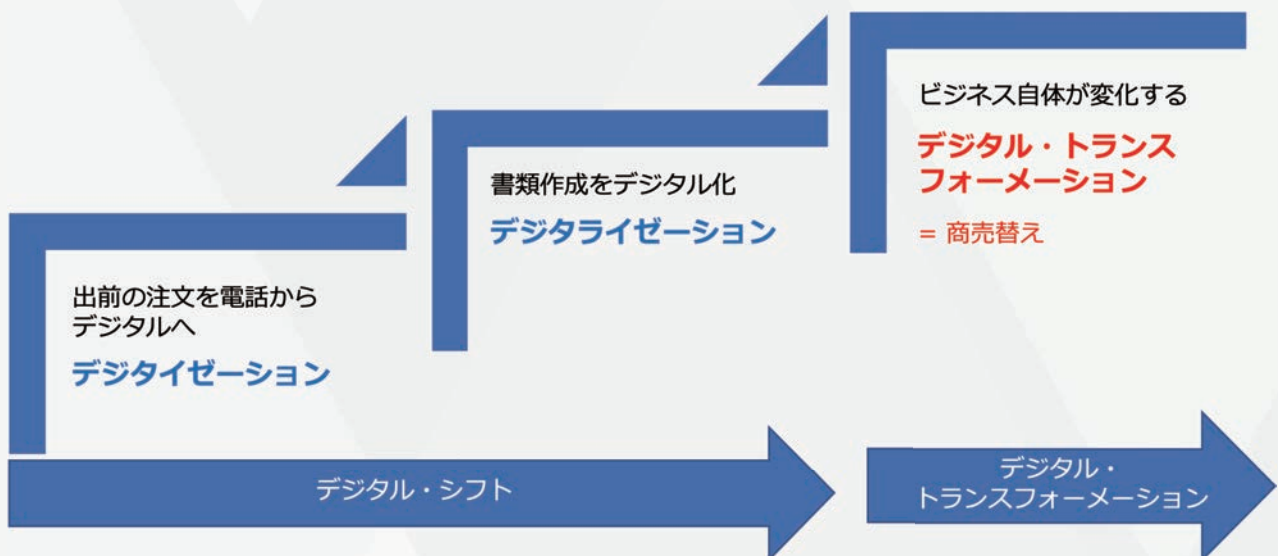 出前の注文を電話から
デジタルへ
デジタイゼーション
書類作成をデジタル化
デジタライゼーション
ビジネス自体が変化する
デジタル・トランス
フォーメーション
= 商売替え
デジタル・シフト
デジタル・
トランスフォーメーション